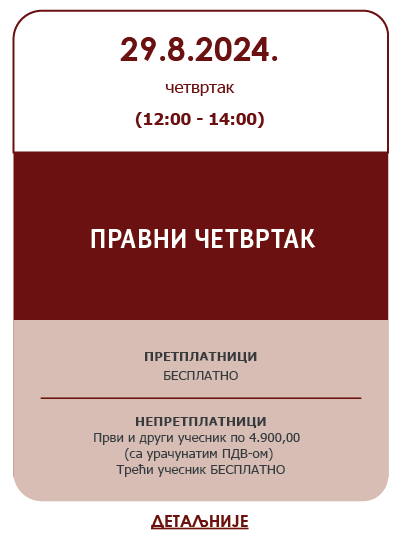 29.8.2024.
четвртак
(12:00 - 14:00)
ПРАВНИ ЧЕТВРТАК
ПРЕТПЛАТНИЦИ
БЕСПЛАТНО
НЕПРЕТПЛАТНИЦИ
Први и други учесник по 4.900,00
(са урачунатим ПДВ-ом)
Трећи учесник БЕСПЛАТНО
ДЕТАЉНИЈЕ